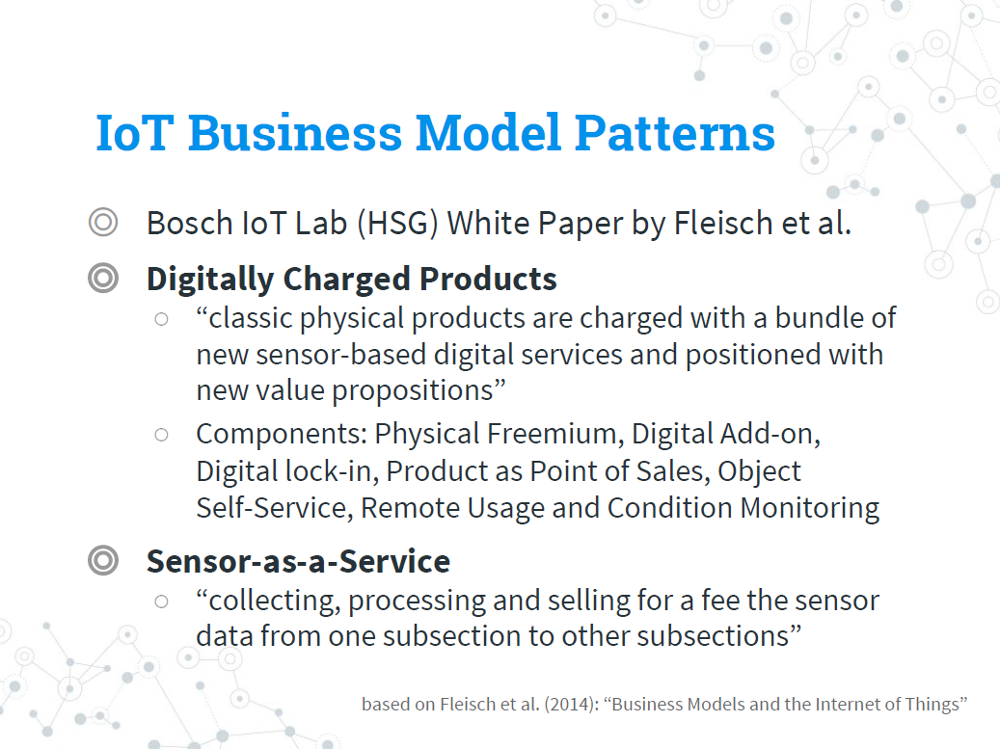 IoT Business Model Patterns
Bosch IoT Lab (HSG) White Paper by Fleisch et al.
Digitally Charged Products
“classic physical products are charged with a bundle of
new sensor-based digital services and positioned with
new value propositions”
Components: Physical Freemium, Digital Add-on,
Digital lock-in, Product as Point of Sales, Object
Self-Service, Remote Usage and Condition Monitoring
Sensor-as-a-Service
“collecting, processing and selling for a fee the sensor
data from one subsection to other subsections”
based on Fleisch et al. (2014): “Business Models and the Internet of Things”